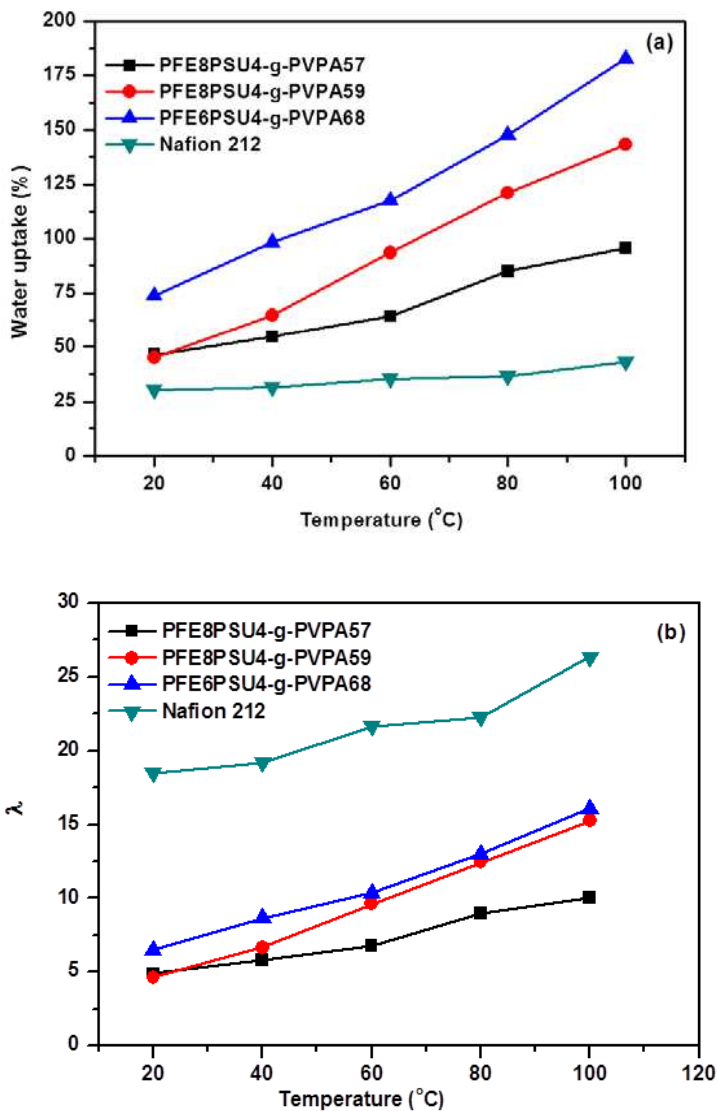 200
175
150
125
100
75
50
25
0
Water uptake (%)
(a)
PFE8PSU4-g-PVPA57
PFE8PSU4-g-PVPA59
PFE6PSU4-g-PVPA68
Nafion 212
20 40 60 80 100
Temperature (°C)
30
25
20
15
10
5
0
λ
(b)
PFE8PSU4-g-PVPA57
PFE8PSU4-g-PVPA59
PFE6PSU4-g-PVPA68
Nafion 212
20 40 60 80 100 120
Temperature (°C)